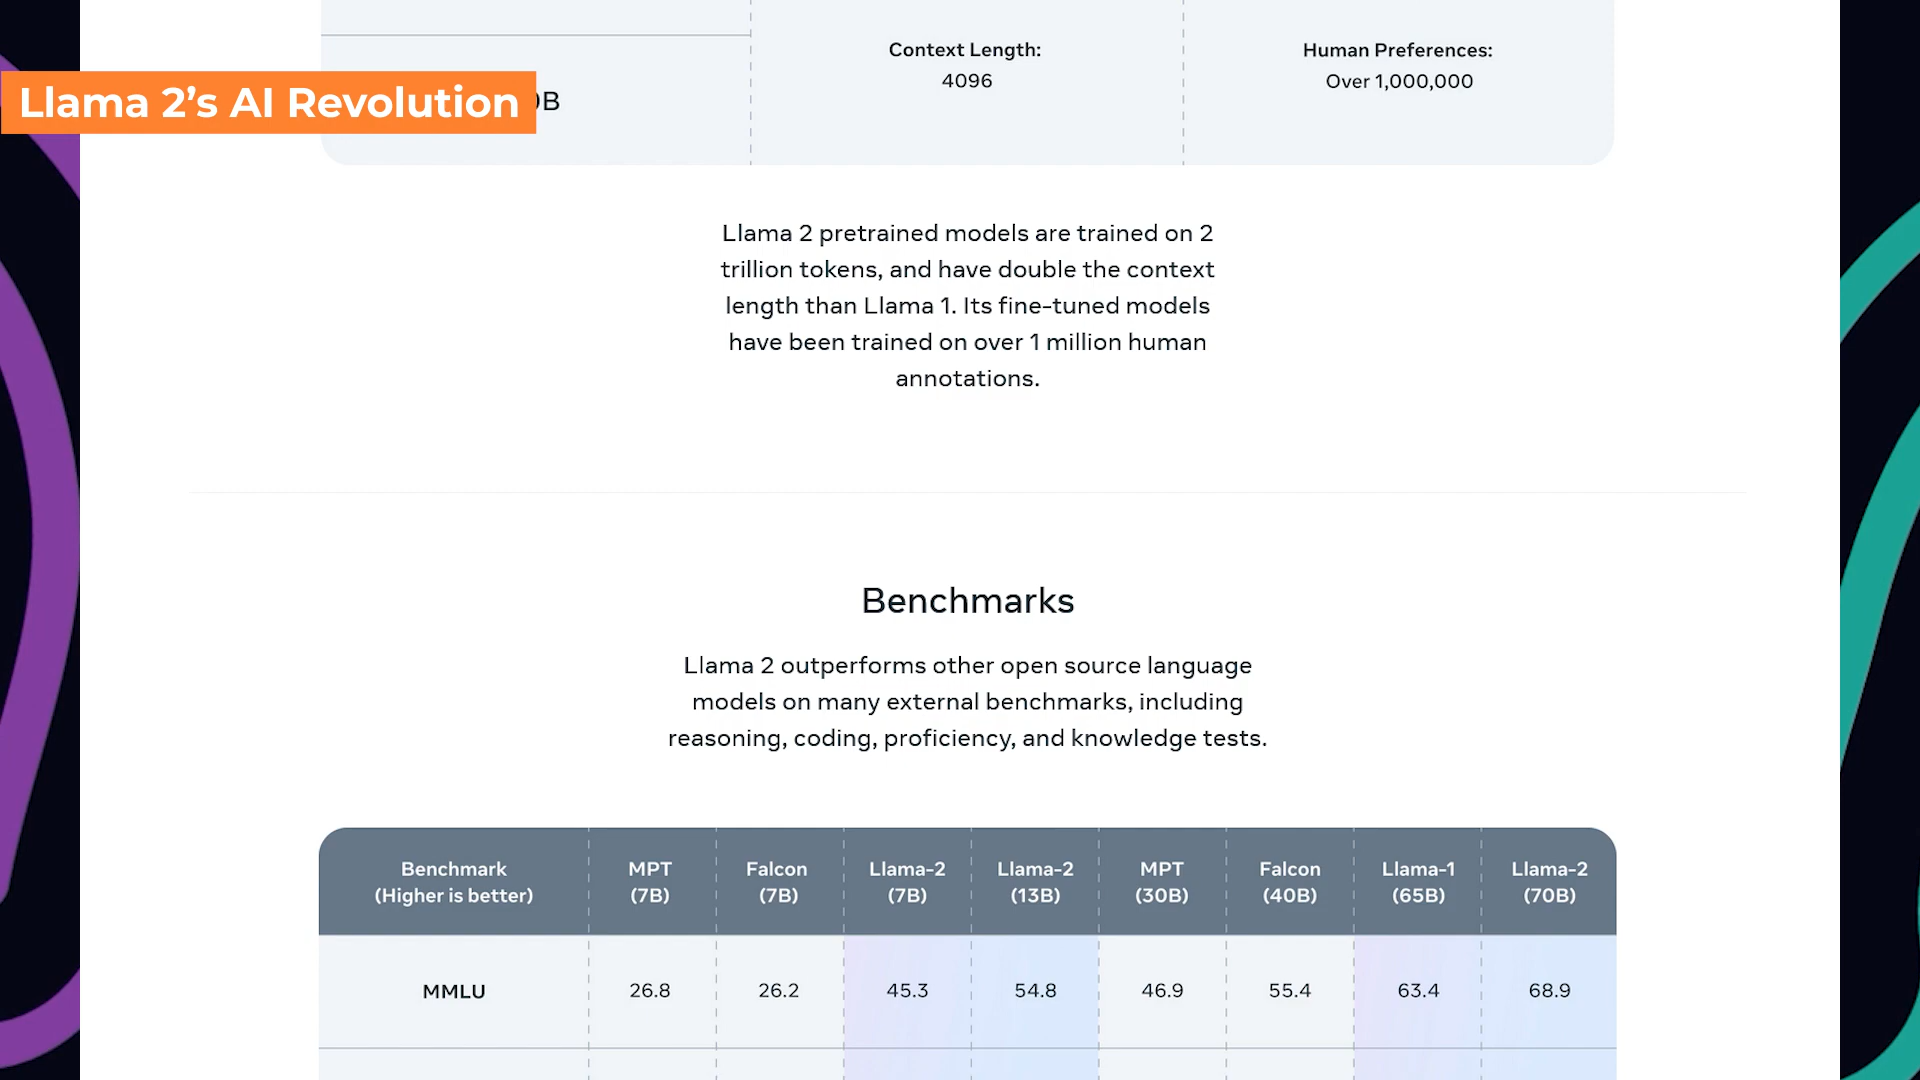 Context Length:
4096
Human Preferences:
Over 1,000,000
Llama 2’s AI Revolution
B
Llama 2 pretrained models are trained on 2
trillion tokens, and have double the context
length than Llama 1. Its fine-tuned models
have been trained on over 1 million human
annotations.
Benchmarks
Llama 2 outperforms other open source language
models on many external benchmarks, including
reasoning, coding, proficiency, and knowledge tests.
Benchmark (Higher is better) MPT (7B) Falcon (7B) Llama-2 (7B) Llama-2 (13B) MPT (30B) Falcon (40B) Llama-1 (65B) Llama-2 (70B)
MMLU 26.8 26.2 45.3 54.8 46.9 55.4 63.4 68.9